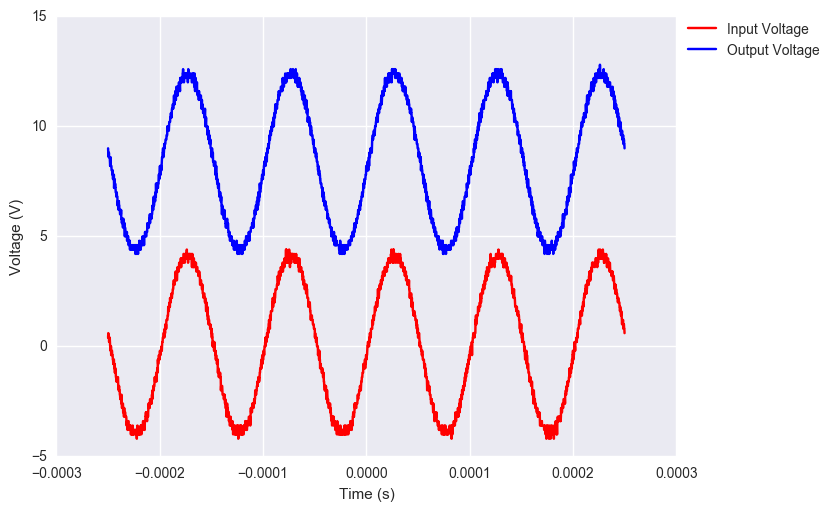 Input Voltage
Output Voltage
15
10
5
0
−5
Voltage (V)
−0.0003 −0.0002 −0.0001 0.0000 0.0001 0.0002 0.0003
Time (s)